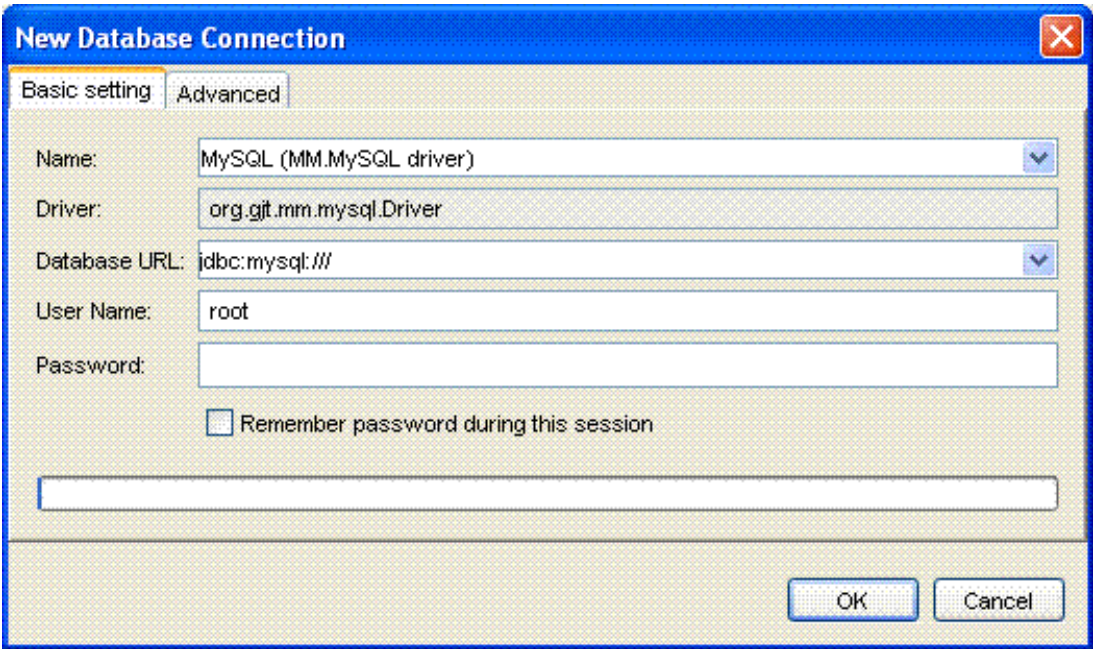 New Database Connection
Basic setting Advanced
Name: MySQL (MM.MySQL driver)
Driver: org.gjt.mm.mysql.Driver
Database URL: jdbc:mysql:///
User Name: root
Password:
Remember password during this session
OK Cancel